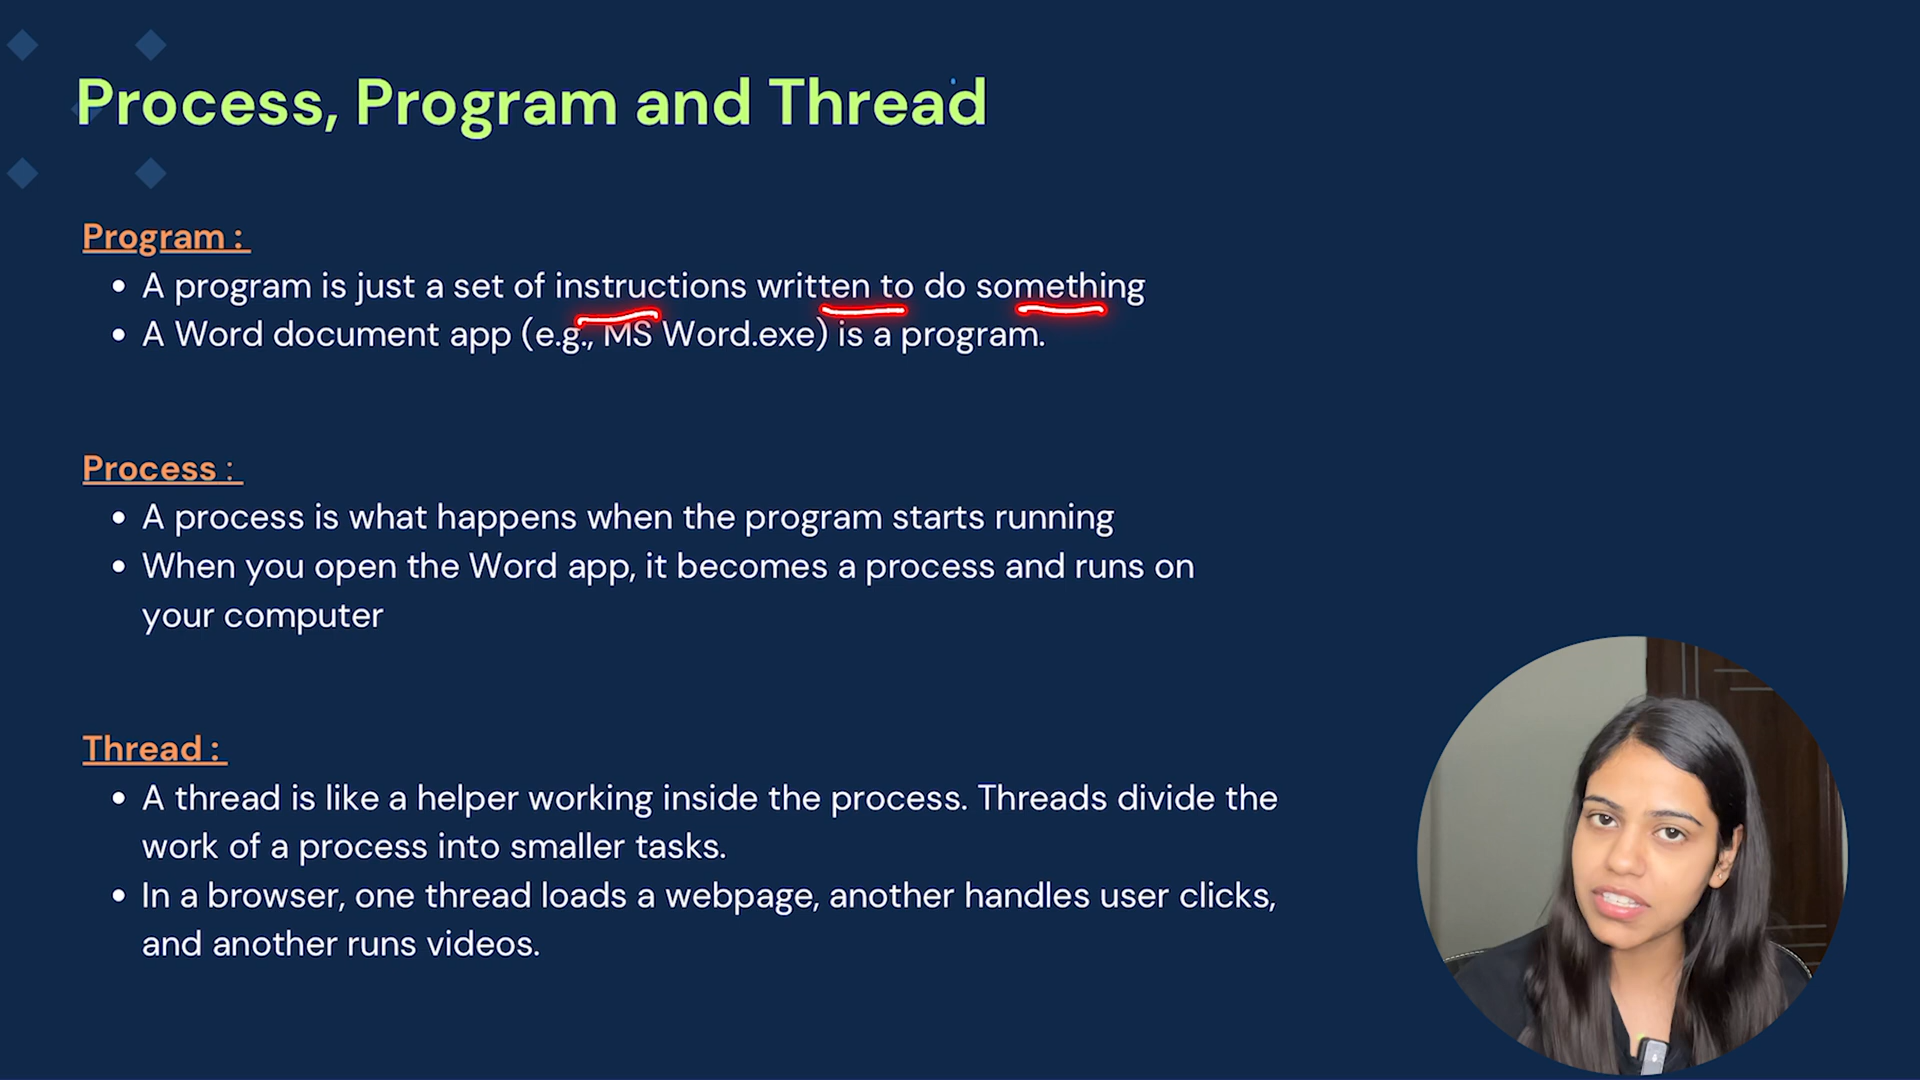 Process, Program and Thread
Program :
• A program is just a set of instructions written to do something
• A Word document app (e.g., MS Word.exe) is a program.
Process :
• A process is what happens when the program starts running
• When you open the Word app, it becomes a process and runs on
your computer
Thread :
• A thread is like a helper working inside the process. Threads divide the
work of a process into smaller tasks.
• In a browser, one thread loads a webpage, another handles user clicks,
and another runs videos.